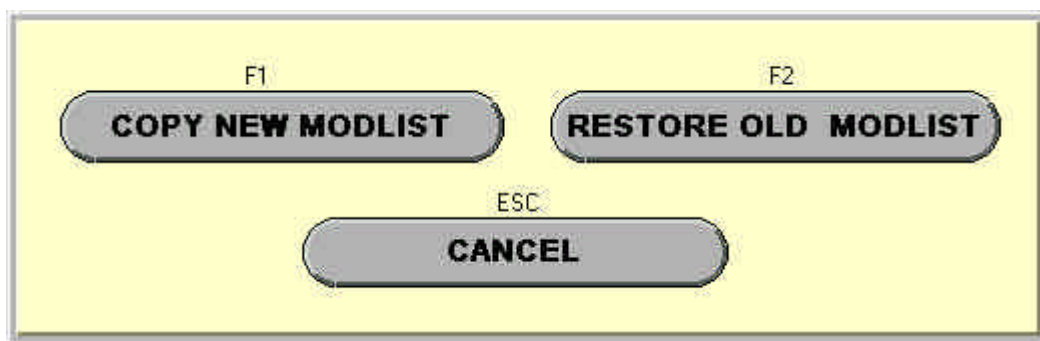 F1 F2
COPY NEW MODLIST RESTORE OLD MODLIST
ESC
CANCEL